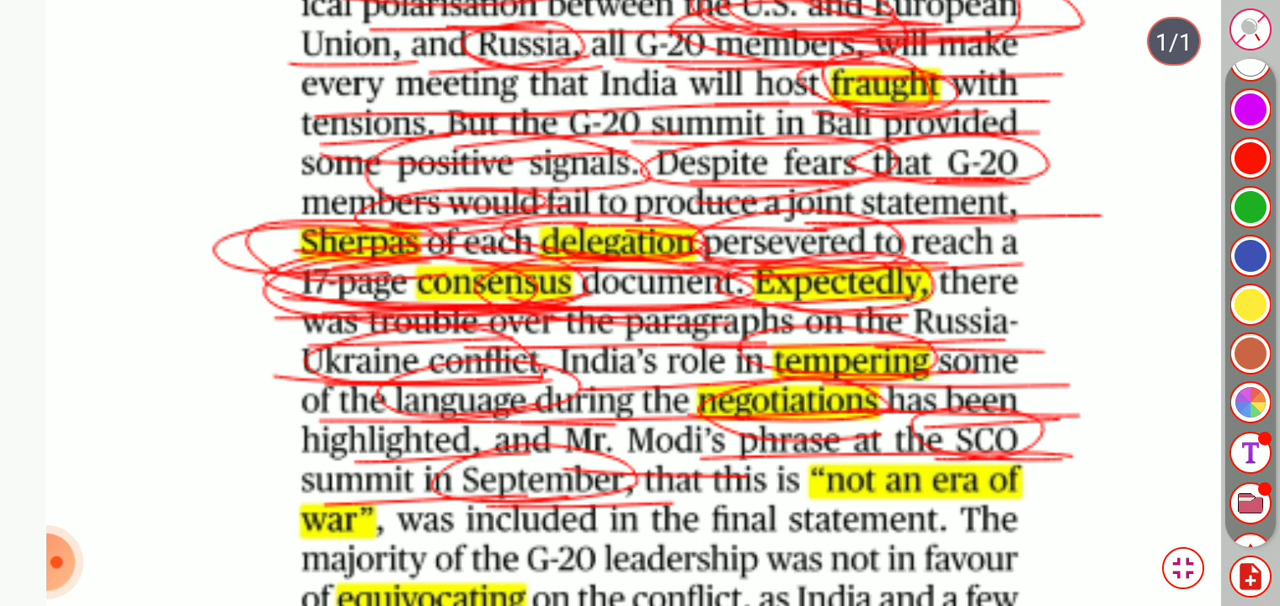 ical polarisation between the U.S. and European
Union, and Russia, all G-20 members, will make
every meeting that India will host fraught with
tensions. But the G-20 summit in Bali provided
some positive signals. Despite fears that G-20
members would fail to produce a joint statement,
Sherpas of each delegation persevered to reach a
17-page consensus document. Expectedly, there
was trouble over the paragraphs on the Russia-
Ukraine conflict. India's role in tempering some
of the language during the negotiations has been
highlighted, and Mr. Modi's phrase at the SCO
summit in September, that this is “not an era of
war”, was included in the final statement. The
majority of the G-20 leadership was not in favour
of equivocating on the conflict, as India and a few
1/1
T